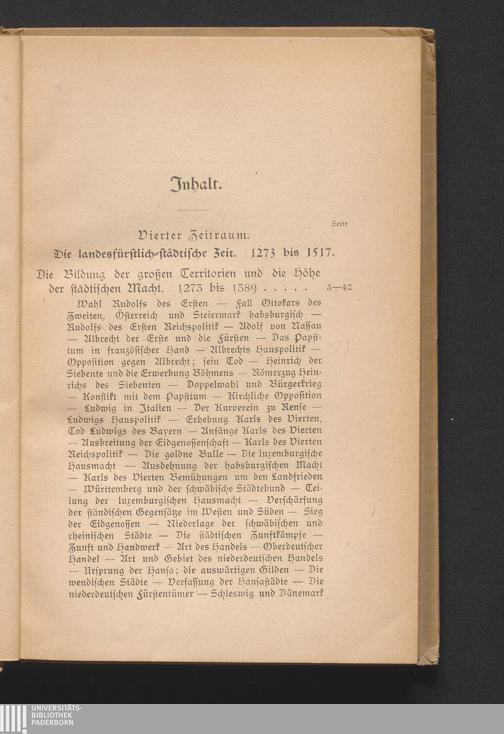 Inhalt.
Seite
Vierter Zeitraum.
Die landesfürstlich-städtische Zeit. 1273 bis 1517.
Die Bildung der großen Territorien und die Höhe
der städtischen Macht. 1273 bis 1389 . . . . . 3—42
Wahl Rudolfs des Ersten — Fall Ottokars des
Zweiten, Österreich und Steiermark habsburgisch —
Rudolfs des Ersten Reichspolitik — Adolf von Nassau
— Albrecht der Erste und die Fürsten — Das Papst-
tum in französischer Hand — Albrechts Hauspolitik —
Opposition gegen Albrecht; sein Tod — Heinrich der
Siebente und die Erwerbung Böhmens — Römerzug Hein-
richs des Siebenten — Doppelwahl und Bürgerkrieg
— Konflikt mit dem Papsttum — Kirchliche Opposition
— Ludwig in Italien — Der Kurverein zu Rense —
Ludwigs Hauspolitik — Erhebung Karls des Vierten,
Tod Ludwigs des Bayern — Anfänge Karls des Vierten
— Ausbreitung der Eidgenossenschaft — Karls des Vierten
Reichspolitik — Die goldne Bulle — Die luxemburgische
Hausmacht — Ausdehnung der habsburgischen Macht
— Karls des Vierten Bemühungen um den Landfrieden
— Württemberg und der schwäbische Städtebund — Tei-
lung der luxemburgischen Hausmacht — Verschärfung
der ständischen Gegensätze im Westen und Süden — Sieg
der Eidgenossen — Niederlage der schwäbischen und
rheinischen Städte — Die städtischen Zunftkämpfe —
Zunft und Handwerk — Art des Handels — Oberdeutscher
Handel — Art und Gebiet des niederdeutschen Handels
— Ursprung der Hansa; die auswärtigen Gilden — Die
wendischen Städte — Verfassung der Hansastädte — Die
niederdeutschen Fürstentümer — Schleswig und Dänemark
UNIVERSITÄTS-
BIBLIOTHEK
PADERBORN